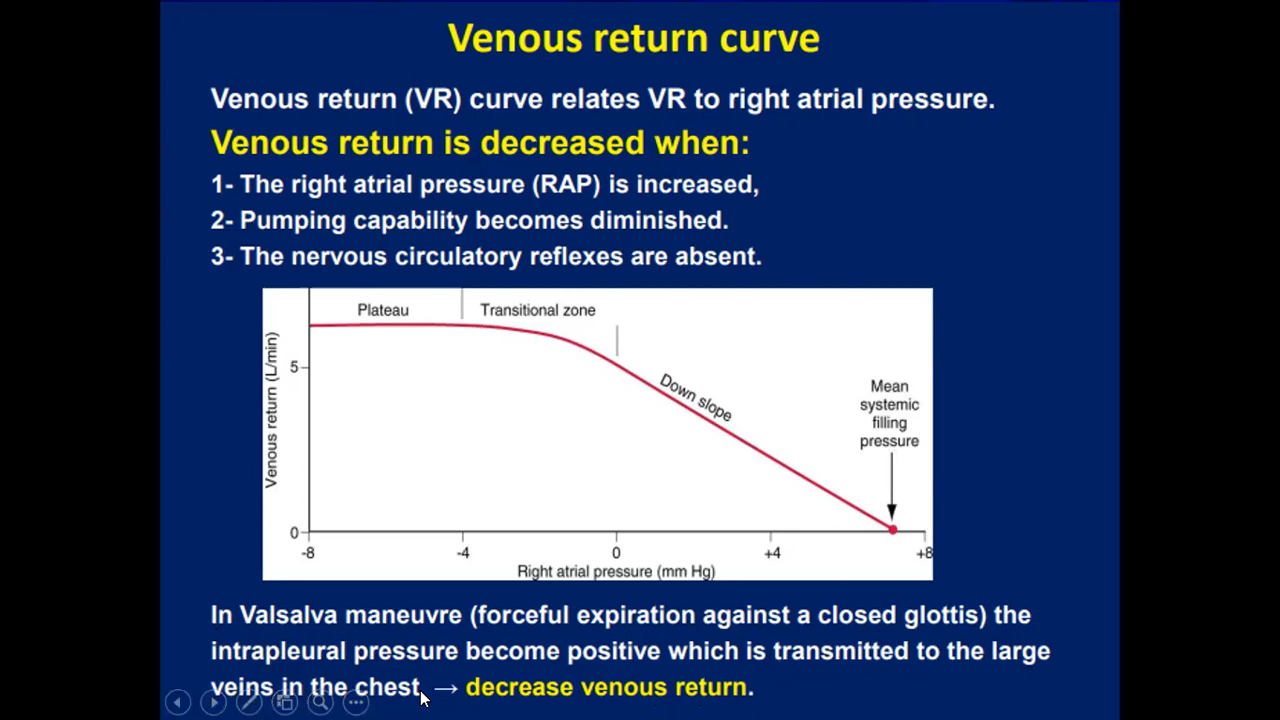 Venous return curve
Venous return (VR) curve relates VR to right atrial pressure.
Venous return is decreased when:
1- The right atrial pressure (RAP) is increased,
2- Pumping capability becomes diminished.
3- The nervous circulatory reflexes are absent.
Plateau
Transitional zone
Venous return (L/min)
5
0
Down slope
Mean
systemic
filling
pressure
-8
-4
0
+4
+8
Right atrial pressure (mm Hg)
In Valsalva maneuvre (forceful expiration against a closed glottis) the
intrapleural pressure become positive which is transmitted to the large
veins in the chest, → decrease venous return.